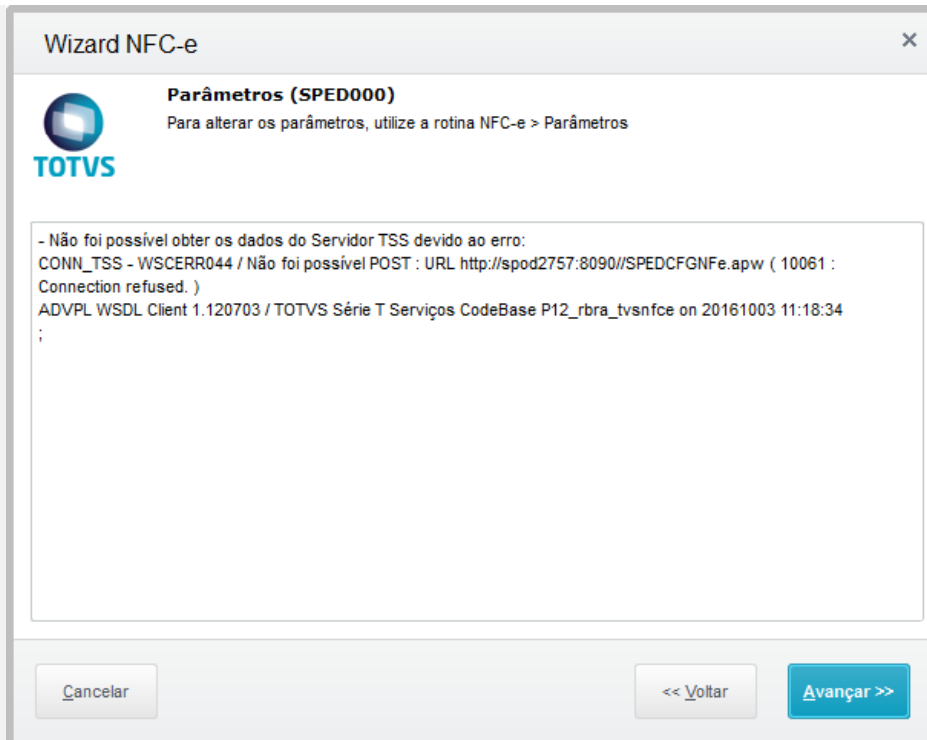 Wizard NFC-e
×
Parâmetros (SPED000)
Para alterar os parâmetros, utilize a rotina NFC-e > Parâmetros
TOTVS
- Não foi possível obter os dados do Servidor TSS devido ao erro:
CONN_TSS - WSCERR044 / Não foi possível POST : URL http://spod2757:8090//SPEDCFGNFe.apw ( 10061 :
Connection refused. )
ADVPL WSDL Client 1.120703 / TOTVS Série T Serviços CodeBase P12_rbra_tvsnfce on 20161003 11:18:34
;
Cancelar
<< Voltar
Avançar >>